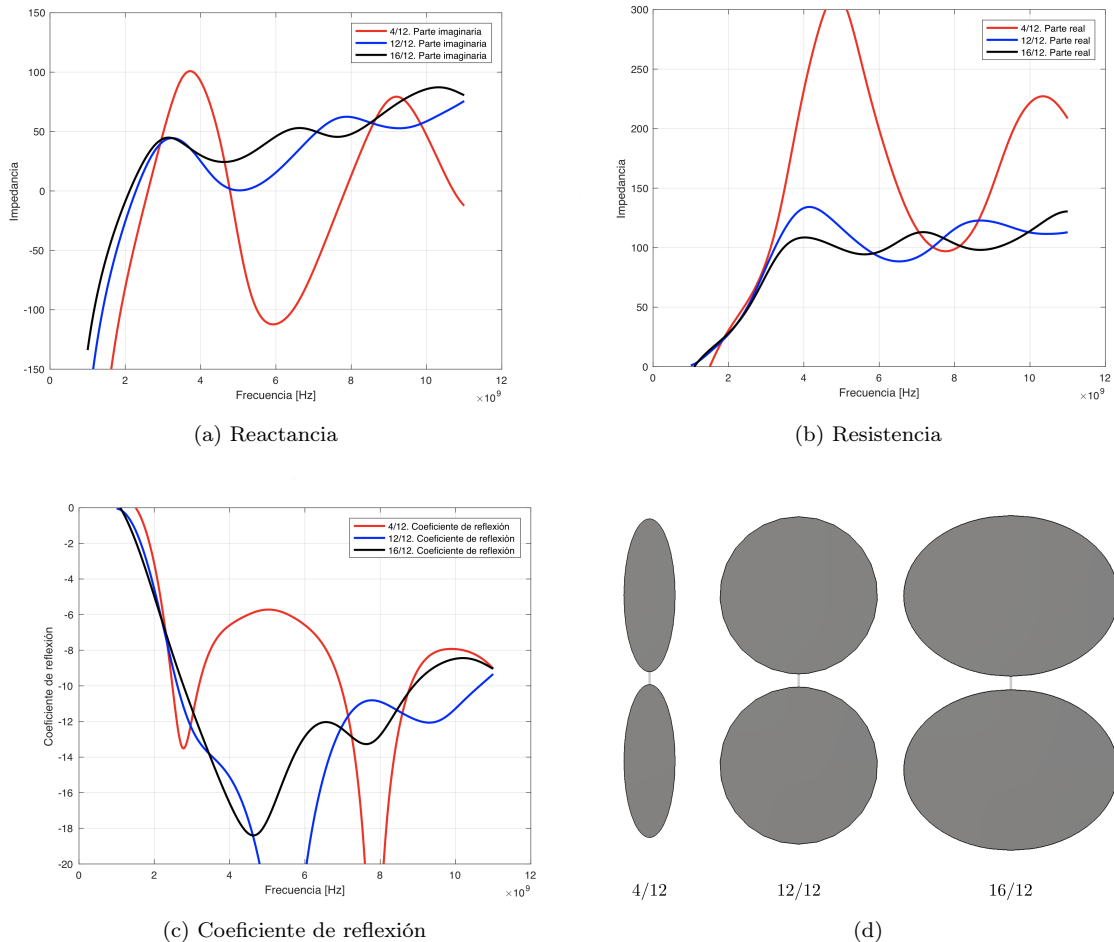 150
100
50
0
-50
-100
-150
Impedancia
4/12. Parte imaginaria
12/12. Parte imaginaria
16/12. Parte imaginaria
0 2 4 6 8 10 12
Frecuencia [Hz]
×10⁹
(a) Reactancia
300
250
200
150
100
50
0
Impedancia
4/12. Parte real
12/12. Parte real
16/12. Parte real
0 2 4 6 8 10 12
Frecuencia [Hz]
×10⁹
(b) Resistencia
0
-2
-4
-6
-8
-10
-12
-14
-16
-18
-20
Coeficiente de reflexión
4/12. Coeficiente de reflexión
12/12. Coeficiente de reflexión
16/12. Coeficiente de reflexión
0 2 4 6 8 10 12
Frecuencia [Hz]
×10⁹
(c) Coeficiente de reflexión
4/12 12/12 16/12
(d)